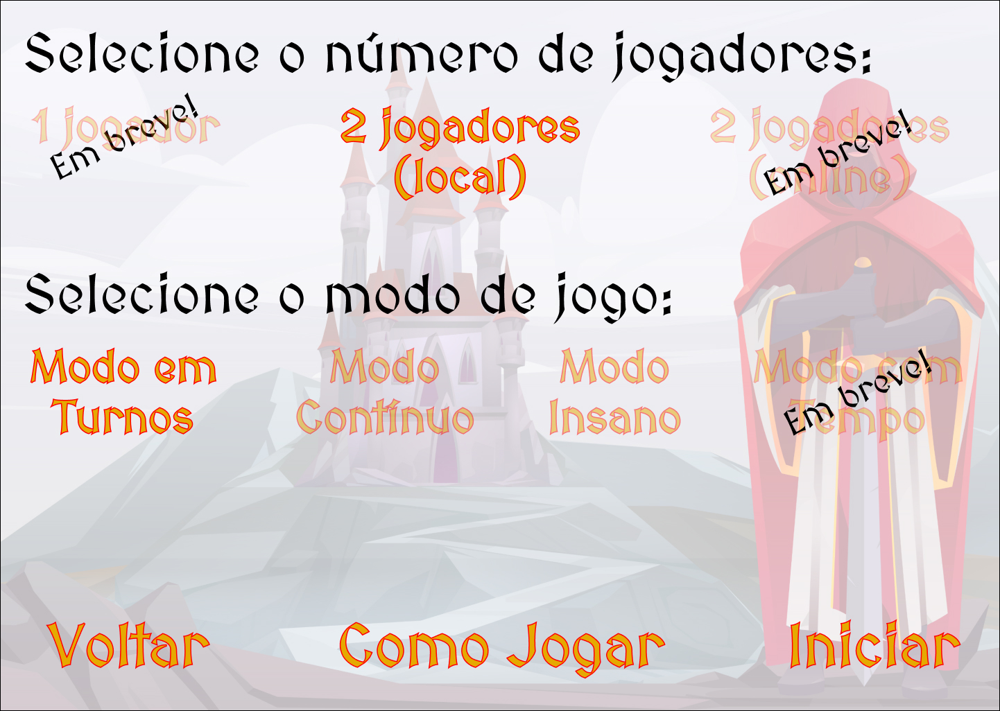 Selecione o número de jogadores:
1 jogador
Em breve!
2 jogadores
(local)
2 jogadores
(online)
Em breve!
Selecione o modo de jogo:
Modo em
Turnos
Modo
Contínuo
Modo
Insano
Modo com
Tempo
Em breve!
Voltar
Como Jogar
Iniciar